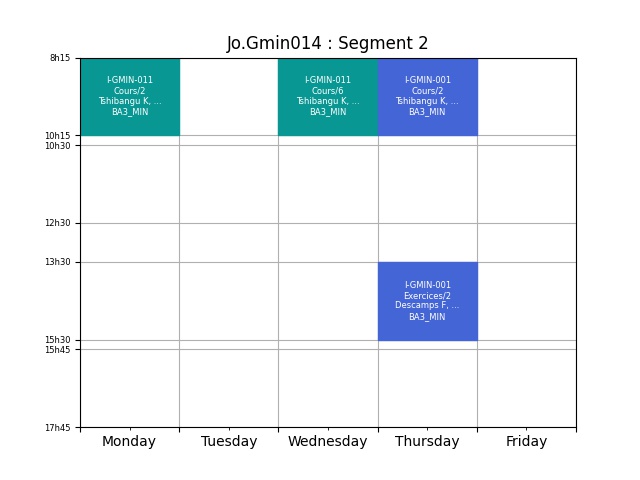 Jo.Gmin014 : Segment 2
8h15
I-GMIN-011
Cours/2
Tshibangu K, ...
BA3_MIN
I-GMIN-011
Cours/6
Tshibangu K, ...
BA3_MIN
I-GMIN-001
Cours/2
Tshibangu K, ...
BA3_MIN
10h15
10h30
12h30
13h30
I-GMIN-001
Exercices/2
Descamps F, ...
BA3_MIN
15h30
15h45
17h45
Monday Tuesday Wednesday Thursday Friday